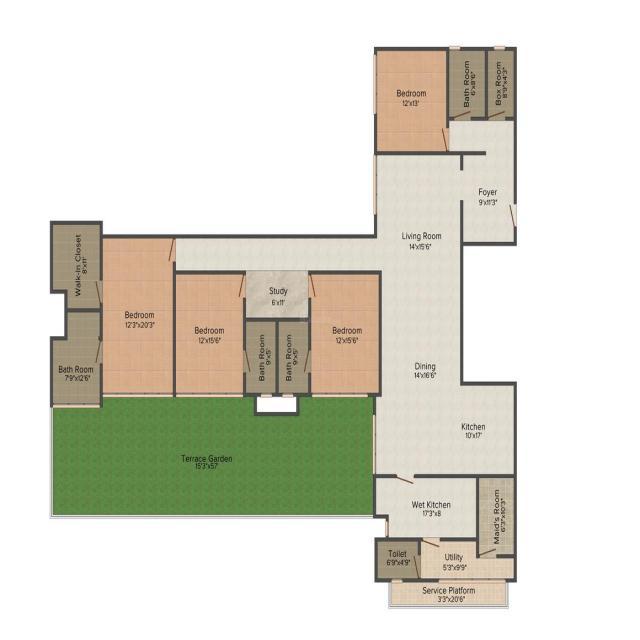 Bedroom
12'x13'
Bath Room
6'x8'6"
Box Room
8'9"x4'3"
Foyer
9'x11'3"
Living Room
14'x15'6"
Walk-In Closet
8'x11'
Bedroom
12'3"x20'3"
Study
6'x11'
Bedroom
12'x15'6"
Bedroom
12'x15'6"
Bath Room
9'x5'
Bath Room
9'x5'
Bath Room
7'9"x12'6"
Dining
14'x16'6"
Kitchen
10'x17'
Terrace Garden
15'3"x57'
Wet Kitchen
17'3"x8
Maid's Room
6'3"x10'3"
Toilet
6'9"x4'9"
Utility
5'3"x9'9"
Service Platform
3'3"x20'6"